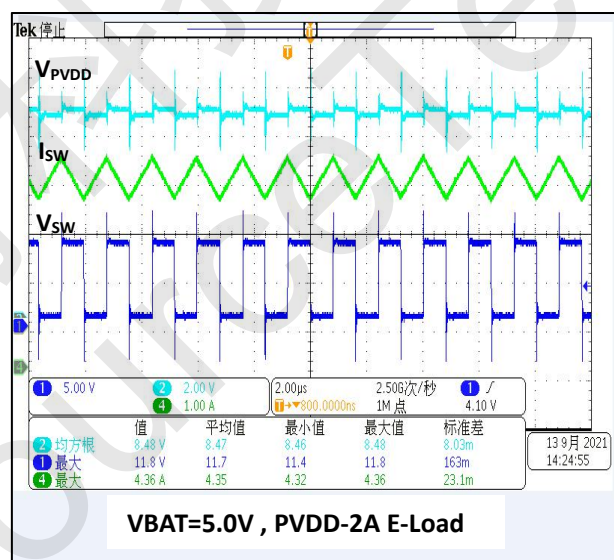 Tek 停止
T
T
VPVDD
ISW
VSW
2
1
4
1 5.00 V 2 2.00 V 2.00μs 2.50G次/秒 1 ∫
4 1.00 A T→▼800.0000ns 1M 点 4.10 V
值 平均值 最小值 最大值 标准差
2 均方根 8.48 V 8.47 8.46 8.48 8.03m
1 最大 11.8 V 11.7 11.4 11.8 163m
4 最大 4.36 A 4.35 4.32 4.36 23.1m
13 9月 2021
14:24:55
VBAT=5.0V , PVDD-2A E-Load